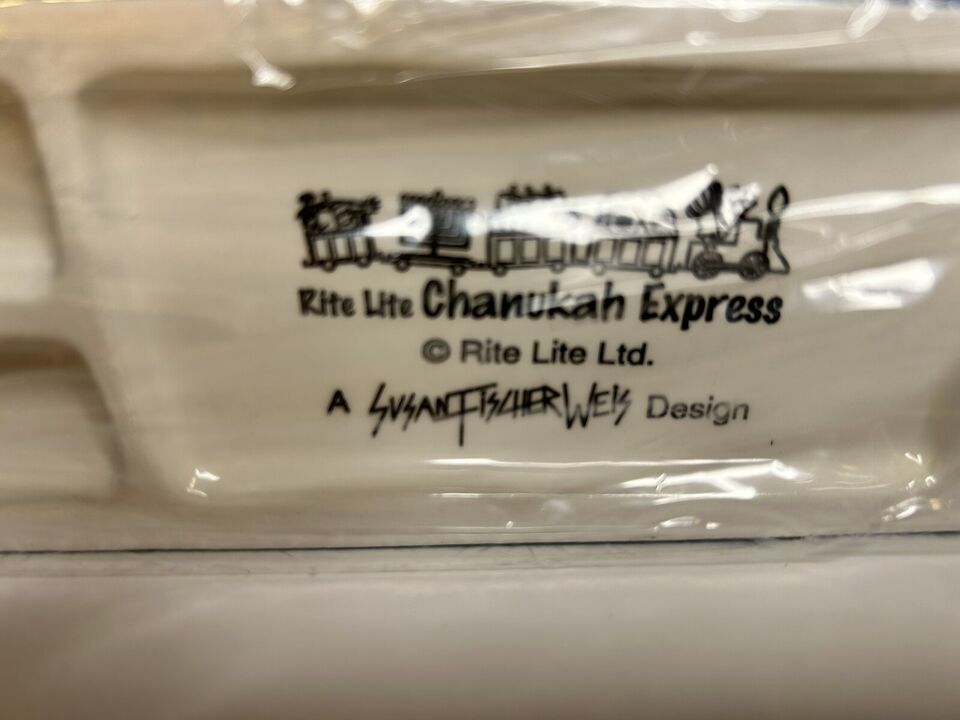 Rite Lite Chanukah Express
© Rite Lite Ltd.
A SUSAN FISCHER WEIS Design